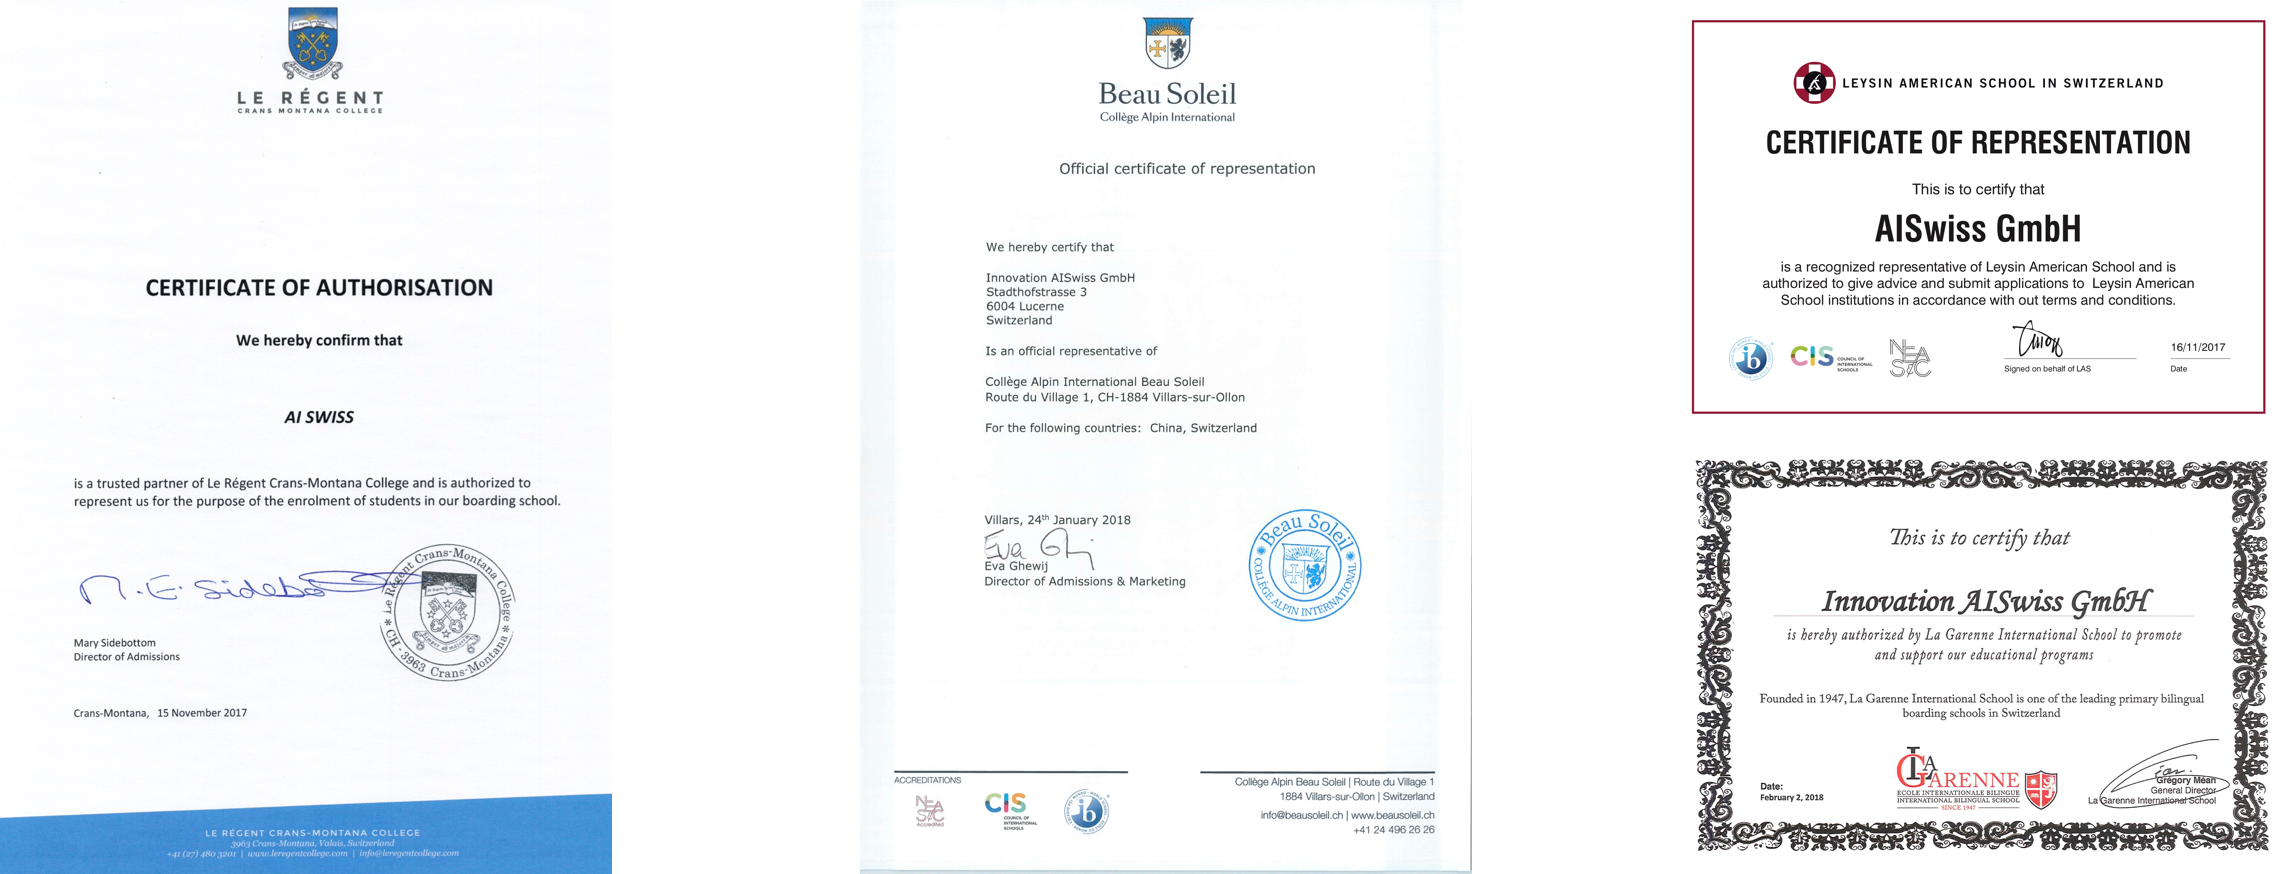 LE RÉGENT
CRANS MONTANA COLLEGE
CERTIFICATE OF AUTHORISATION
We hereby confirm that
AI SWISS
is a trusted partner of Le Régent Crans-Montana College and is authorized to
represent us for the purpose of the enrolment of students in our boarding school.
M. E. Sidebo
* Le Régent Crans-Montana College * CH - 3963 Crans-Montana
Mary Sidebottom
Director of Admissions
Crans-Montana, 15 November 2017
LE RÉGENT CRANS-MONTANA COLLEGE
3963 Crans-Montana, Valais, Switzerland
+41 (27) 480 3201 | www.leregentcollege.com | info@leregentcollege.com
Beau Soleil
Collège Alpin International
Official certificate of representation
We hereby certify that
Innovation AISwiss GmbH
Stadthofstrasse 3
6004 Lucerne
Switzerland
Is an official representative of
Collège Alpin International Beau Soleil
Route du Village 1, CH-1884 Villars-sur-Ollon
For the following countries: China, Switzerland
Villars, 24th January 2018
Eva Gh
Eva Ghewij
Director of Admissions & Marketing
Beau Soleil
COLLÈGE ALPIN INTERNATIONAL
ACCREDITATIONS
NEA
S/C
Accredited
CIS
COUNCIL OF
INTERNATIONAL
SCHOOLS
ib
Collège Alpin Beau Soleil | Route du Village 1
1884 Villars-sur-Ollon | Switzerland
info@beausoleil.ch | www.beausoleil.ch
+41 24 496 26 26
LEYSIN AMERICAN SCHOOL IN SWITZERLAND
CERTIFICATE OF REPRESENTATION
This is to certify that
AISwiss GmbH
is a recognized representative of Leysin American School and is
authorized to give advice and submit applications to Leysin American
School institutions in accordance with out terms and conditions.
ib
CIS
COUNCIL OF
INTERNATIONAL
SCHOOLS
NEA
S/C
16/11/2017
Signed on behalf of LAS
Date
This is to certify that
Innovation AISwiss GmbH
is hereby authorized by La Garenne International School to promote
and support our educational programs
Founded in 1947, La Garenne International School is one of the leading primary bilingual
boarding schools in Switzerland
Date:
February 2, 2018
LA GARENNE
ECOLE INTERNATIONALE BILINGUE
INTERNATIONAL BILINGUAL SCHOOL
SINCE 1947
Grégory Méan
General Director
La Garenne International School